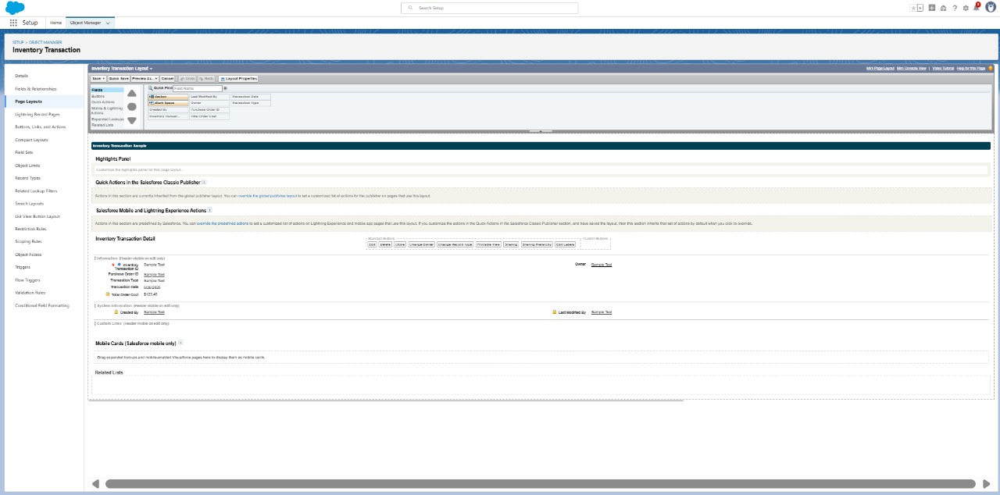 Search Setup
Setup
Home
Object Manager
SETUP > OBJECT MANAGER
Inventory Transaction
Details
Fields & Relationships
Page Layouts
Lightning Record Pages
Buttons, Links, and Actions
Compact Layouts
Field Sets
Object Limits
Record Types
Related Lookup Filters
Search Layouts
List View Button Layout
Restriction Rules
Scoping Rules
Object Access
Triggers
Flow Triggers
Validation Rules
Conditional Field Formatting
Inventory Transaction Layout
Mini Page Layout Mini Console View | Video Tutorial Help for this Page
Save Quick Save Preview As... Cancel Undo Redo Layout Properties
Fields
Buttons
Quick Actions
Mobile & Lightning
Actions
Expanded Lookups
Related Lists
Quick Find Field Name
Section Last Modified By Transaction Date
Blank Space Owner Transaction Type
Created By Purchase Order ID
Inventory Transac... Total Order Cost
Inventory Transaction Sample
Highlights Panel
Customize the highlights panel for this page layout...
Quick Actions in the Salesforce Classic Publisher
Actions in this section are currently inherited from the global publisher layout. You can override the global publisher layout to set a customized list of actions for the publisher on pages that use this layout.
Salesforce Mobile and Lightning Experience Actions
Actions in this section are predefined by Salesforce. You can override the predefined actions to set a customized list of actions on Lightning Experience and mobile app pages that use this layout. If you customize the actions in the Quick Actions in the Salesforce Classic Publisher section, and have saved the layout, then this section inherits that set of actions by default when you click to override.
Inventory Transaction Detail
Standard Buttons
Edit Delete Clone Change Owner Change Record Type Printable View Sharing Sharing Hierarchy Edit Labels
Custom Buttons
Information (Header visible on edit only)
Inventory
Transaction ID Sample Text
Owner Sample Text
Purchase Order ID Sample Text
Transaction Type Sample Text
Transaction Date 6/26/2025
Total Order Cost $123.45
System Information (Header visible on edit only)
Created By Sample Text
Last Modified By Sample Text
Custom Links (Header visible on edit only)
Mobile Cards (Salesforce mobile only)
Drag expanded lookups and mobile-enabled Visualforce pages here to display them as mobile cards.
Related Lists